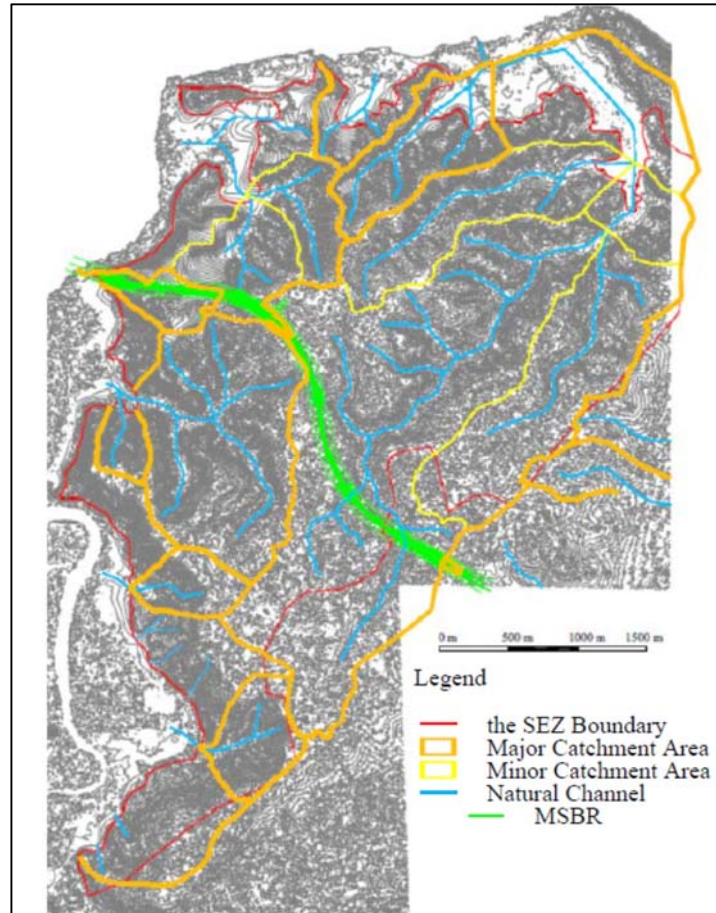 0 m 500 m 1000 m 1500 m
Legend
the SEZ Boundary
Major Catchment Area
Minor Catchment Area
Natural Channel
MSBR